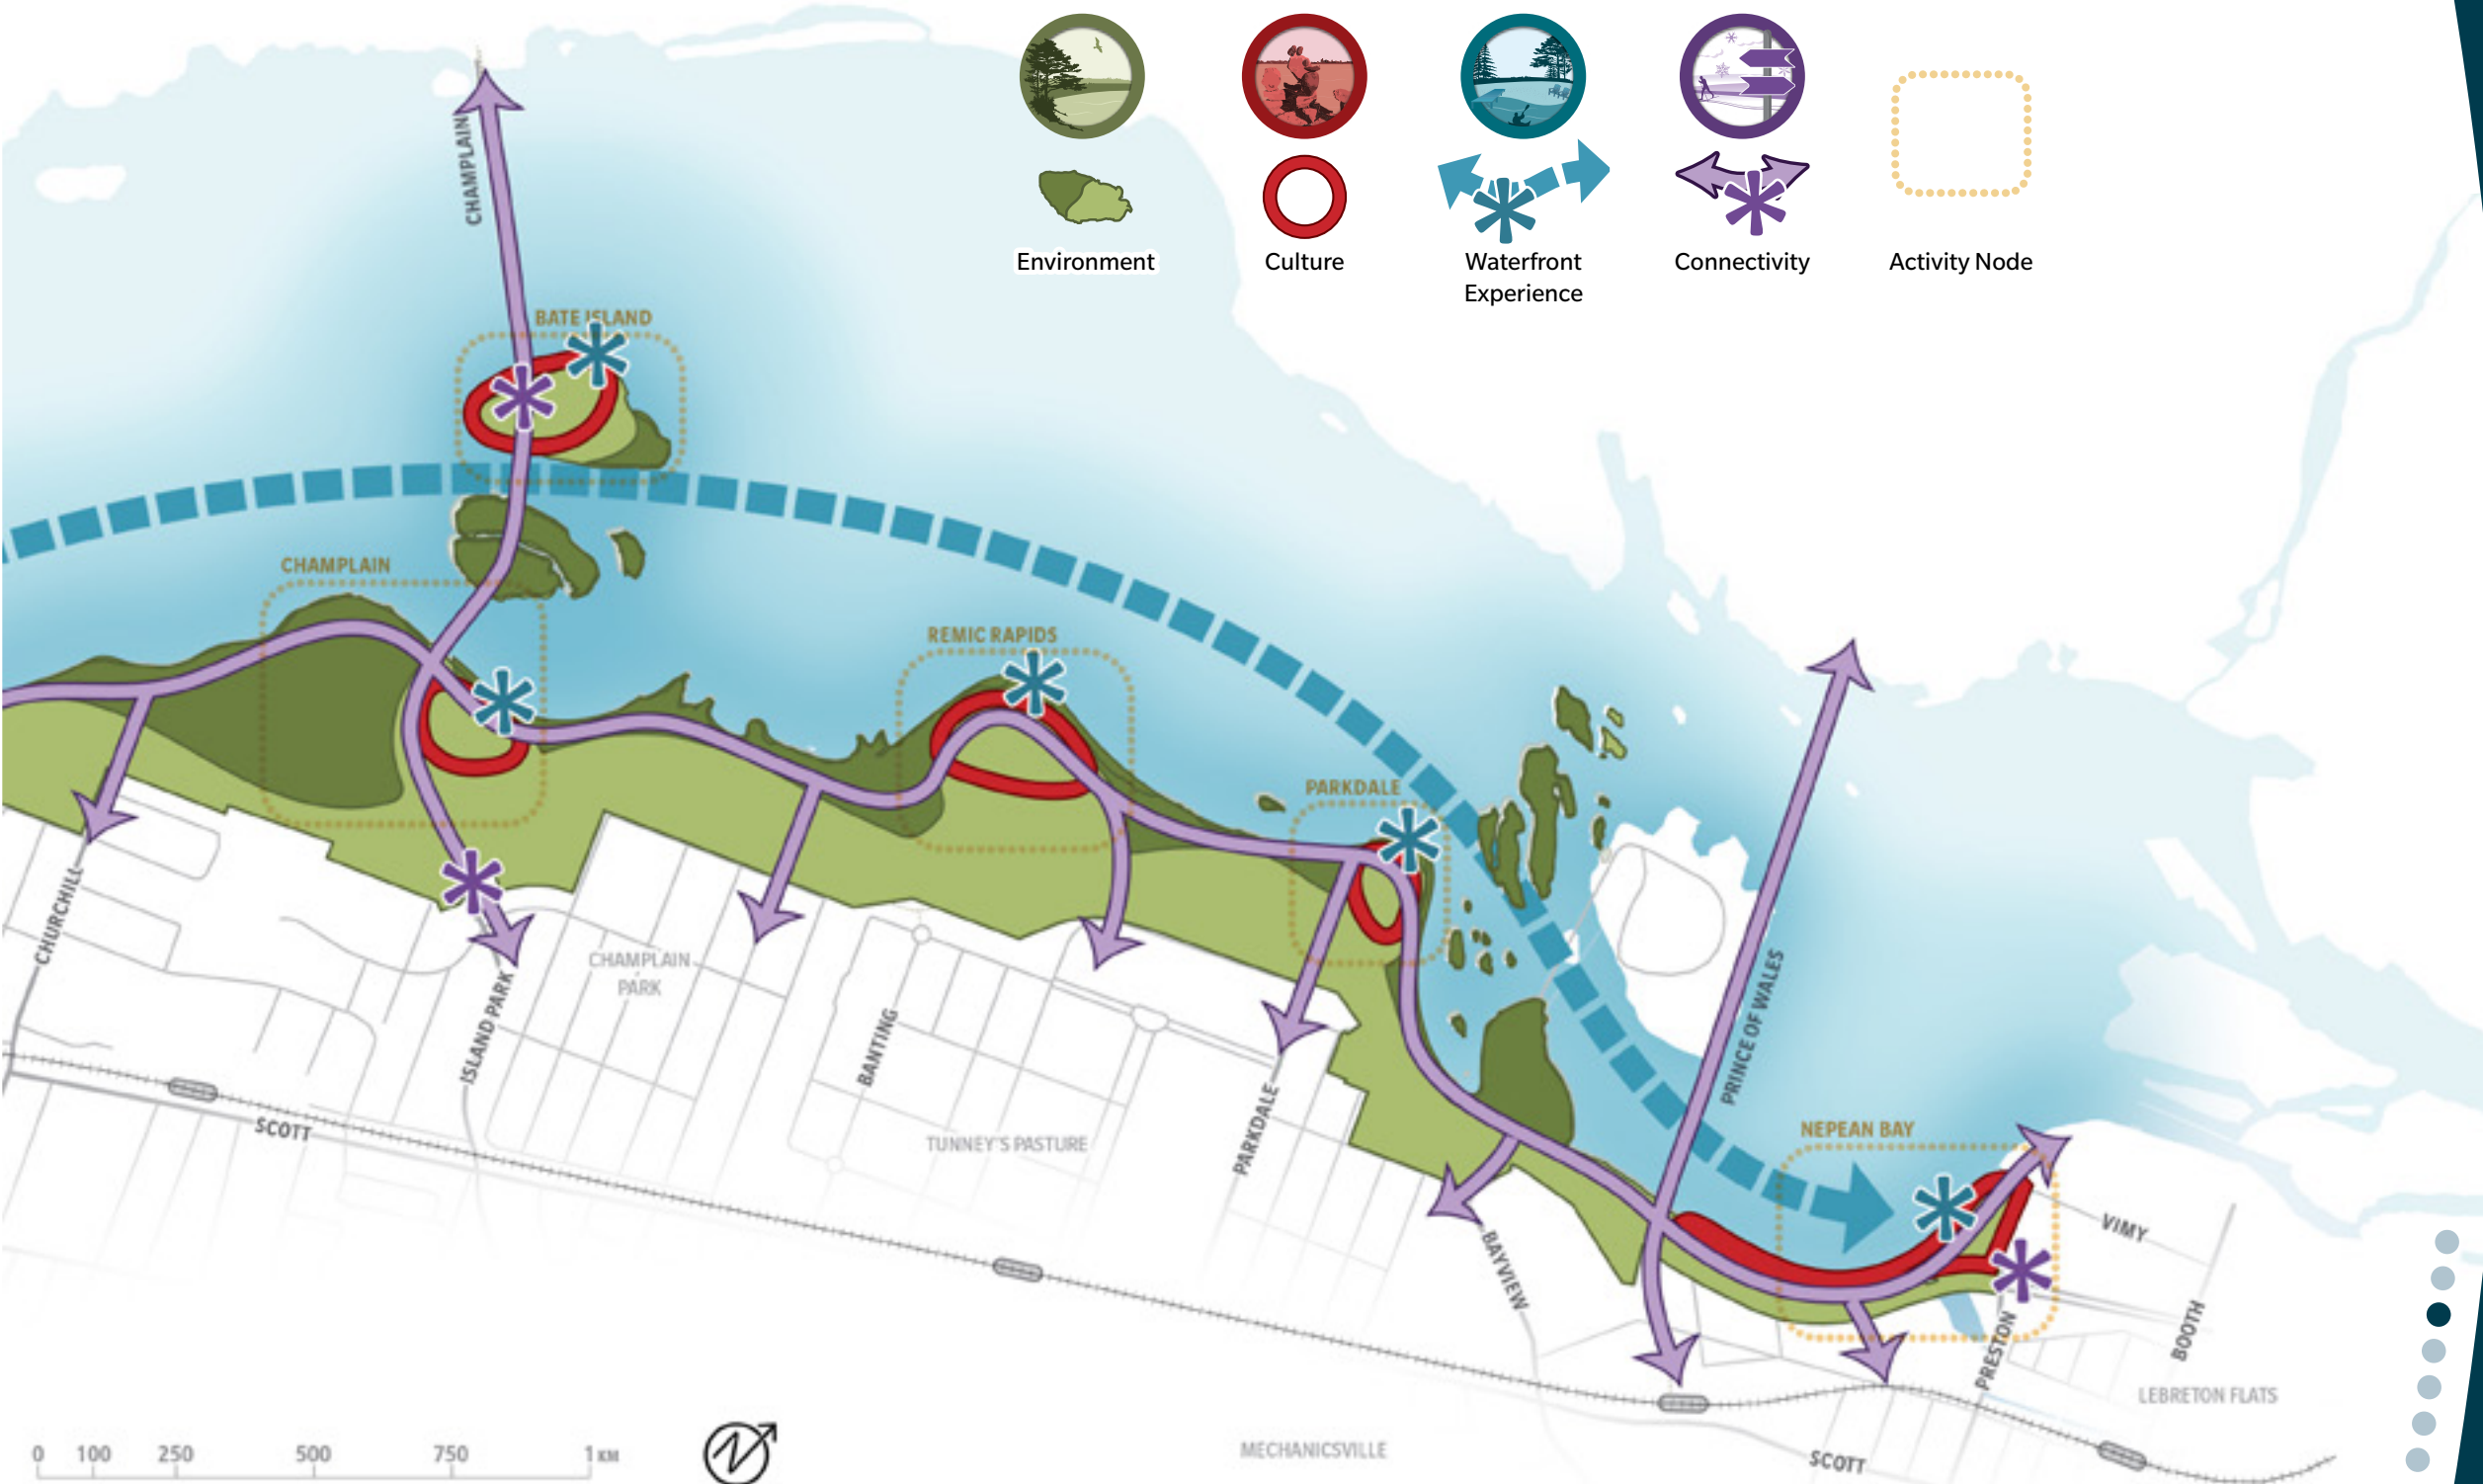 Environment
Culture
Waterfront
Experience
Connectivity
Activity Node
CHAMPLAIN
BATE ISLAND
CHAMPLAIN
REMIC RAPIDS
PARKDALE
NEPEAN BAY
CHURCHILL
ISLAND PARK
CHAMPLAIN
PARK
BANTING
TUNNEY'S PASTURE
PARKDALE
PRINCE OF WALES
BAYVIEW
VIMY
PRESTON
BOOTH
LEBRETON FLATS
SCOTT
SCOTT
MECHANICSVILLE
0 100 250 500 750 1 KM
N